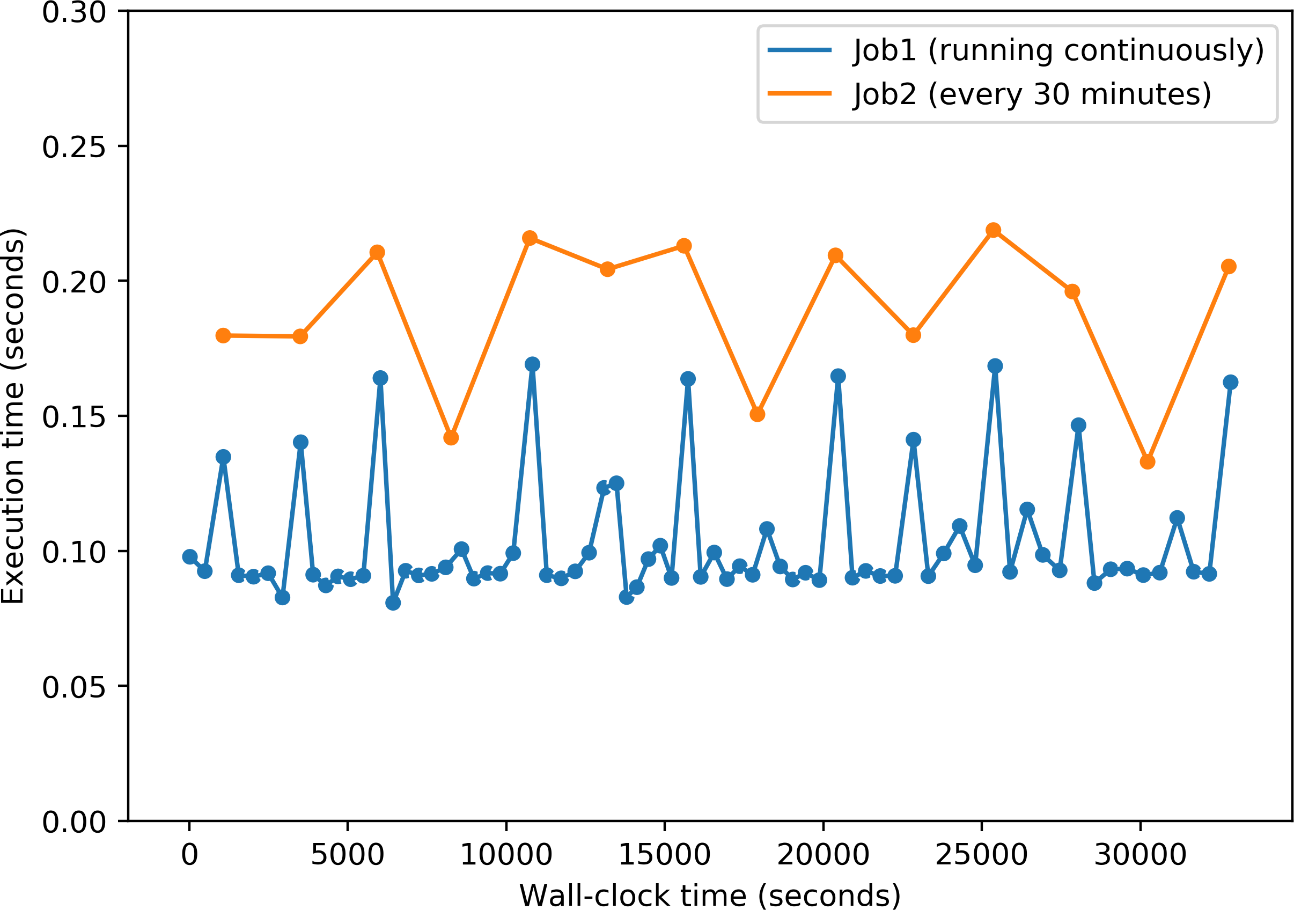 Execution time (seconds)
0.30
0.25
0.20
0.15
0.10
0.05
0.00
Job1 (running continuously)
Job2 (every 30 minutes)
0 5000 10000 15000 20000 25000 30000
Wall-clock time (seconds)